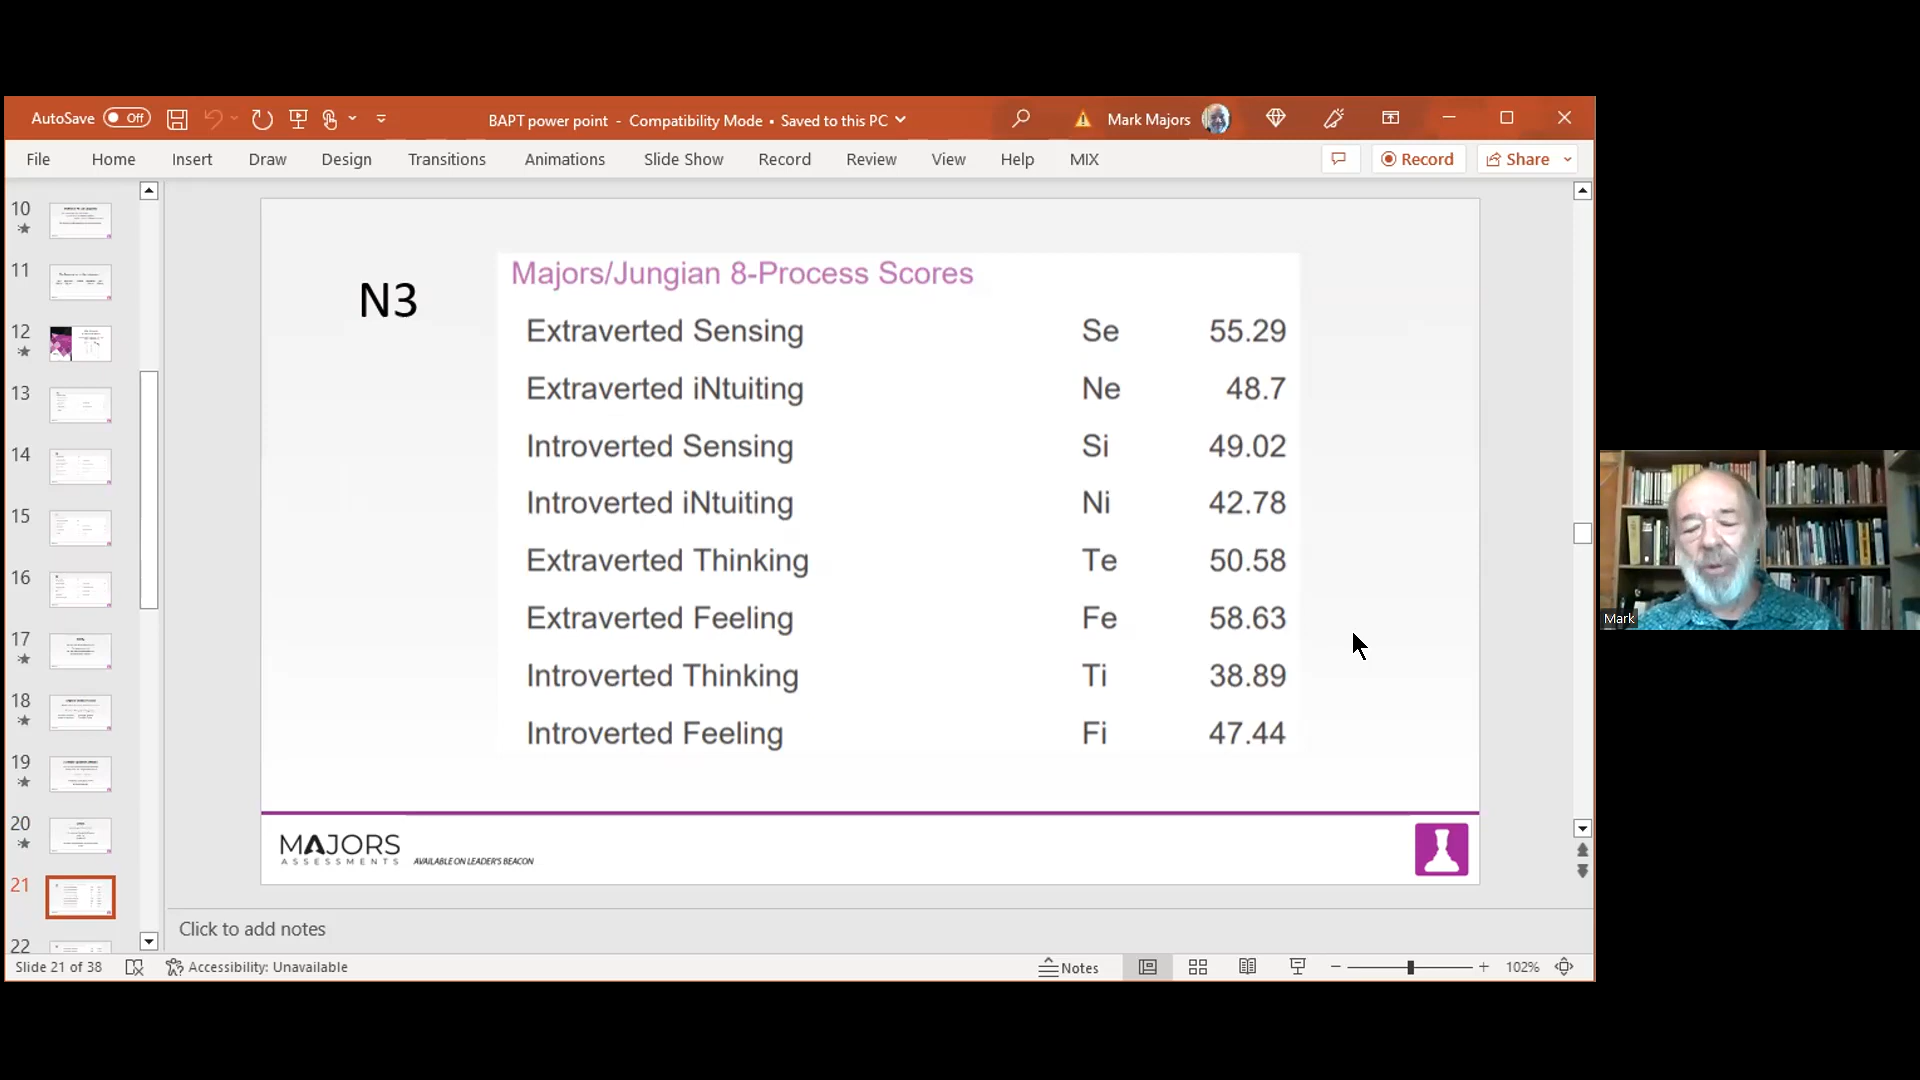 AutoSave Off
BAPT power point - Compatibility Mode • Saved to this PC
Mark Majors
File Home Insert Draw Design Transitions Animations Slide Show Record Review View Help MIX
Record
Share
10
11
12
13
14
15
16
17
18
19
20
21
22
N3
Majors/Jungian 8-Process Scores
Extraverted Sensing Se 55.29
Extraverted iNtuiting Ne 48.7
Introverted Sensing Si 49.02
Introverted iNtuiting Ni 42.78
Extraverted Thinking Te 50.58
Extraverted Feeling Fe 58.63
Introverted Thinking Ti 38.89
Introverted Feeling Fi 47.44
MAJORS
ASSESSMENTS AVAILABLE ON LEADER'S BEACON
Click to add notes
Slide 21 of 38 Accessibility: Unavailable Notes 102%
Mark